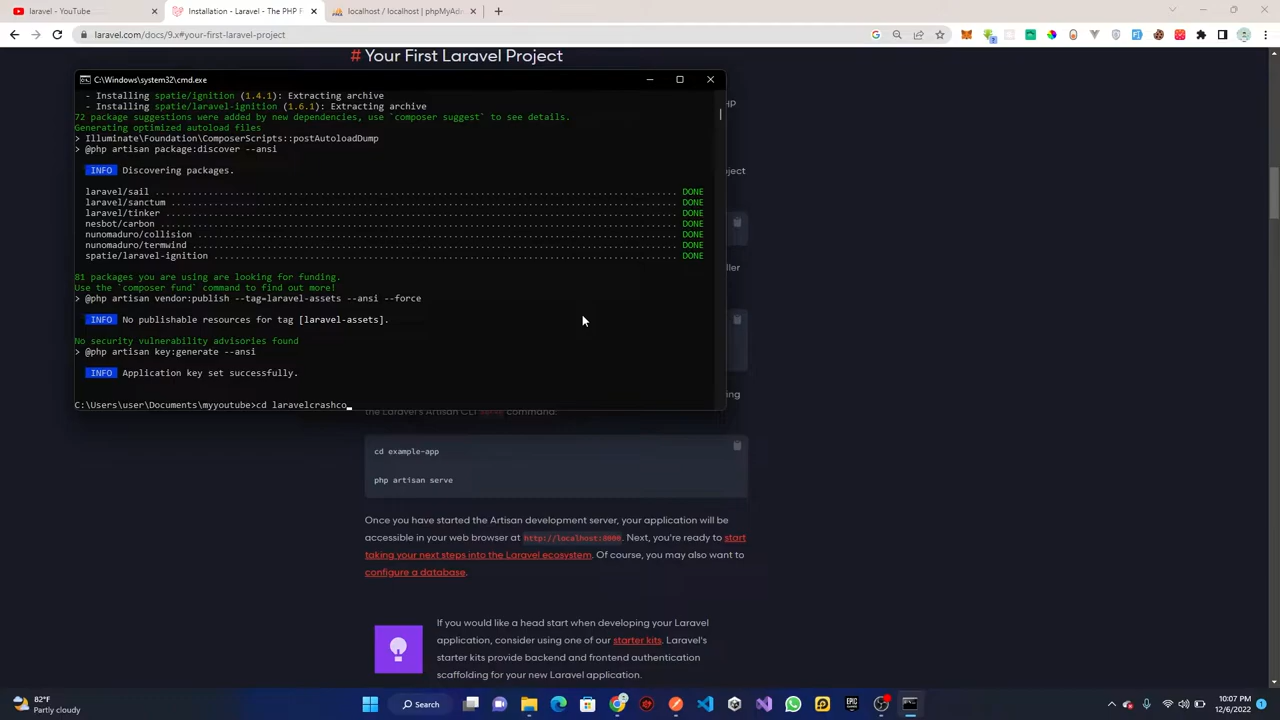 laravel - YouTube
Installation - Laravel - The PHP F
localhost / localhost | phpMyAd
laravel.com/docs/9.x#your-first-laravel-project
# Your First Laravel Project
C:\Windows\system32\cmd.exe
- Installing spatie/ignition (1.4.1): Extracting archive
- Installing spatie/laravel-ignition (1.6.1): Extracting archive
72 package suggestions were added by new dependencies, use `composer suggest` to see details.
Generating optimized autoload files
> Illuminate\Foundation\ComposerScripts::postAutoloadDump
> @php artisan package:discover --ansi
INFO Discovering packages.
laravel/sail ........ DONE
laravel/sanctum ........ DONE
laravel/tinker ........ DONE
nesbot/carbon ........ DONE
nunomaduro/collision ........ DONE
nunomaduro/termwind ........ DONE
spatie/laravel-ignition ........ DONE
81 packages you are using are looking for funding.
Use the `composer fund` command to find out more!
> @php artisan vendor:publish --tag=laravel-assets --ansi --force
INFO No publishable resources for tag [laravel-assets].
No security vulnerability advisories found
> @php artisan key:generate --ansi
INFO Application key set successfully.
C:\Users\user\Documents\myyoutube>cd laravelcrashco
HP
oject
ller
ing
the Laravel's Artisan CLI serve command:
cd example-app
php artisan serve
Once you have started the Artisan development server, your application will be
accessible in your web browser at http://localhost:8000. Next, you're ready to start
taking your next steps into the Laravel ecosystem. Of course, you may also want to
configure a database.
If you would like a head start when developing your Laravel
application, consider using one of our starter kits. Laravel's
starter kits provide backend and frontend authentication
scaffolding for your new Laravel application.
82°F
Partly cloudy
Search
10:07 PM
12/6/2022